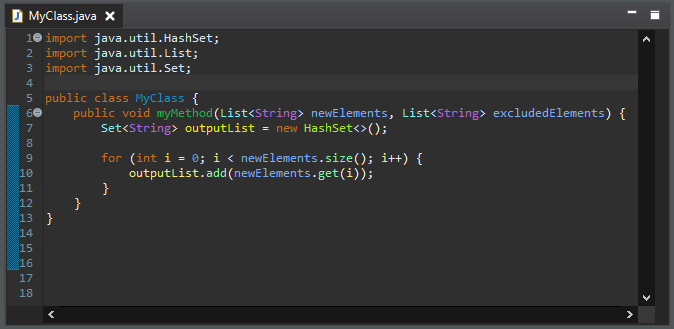 MyClass.java
1 import java.util.HashSet;
2 import java.util.List;
3 import java.util.Set;
4
5 public class MyClass {
6 public void myMethod(List<String> newElements, List<String> excludedElements) {
7 Set<String> outputList = new HashSet<>();
8
9 for (int i = 0; i < newElements.size(); i++) {
10 outputList.add(newElements.get(i));
11 }
12 }
13 }
14
15
16
17
18